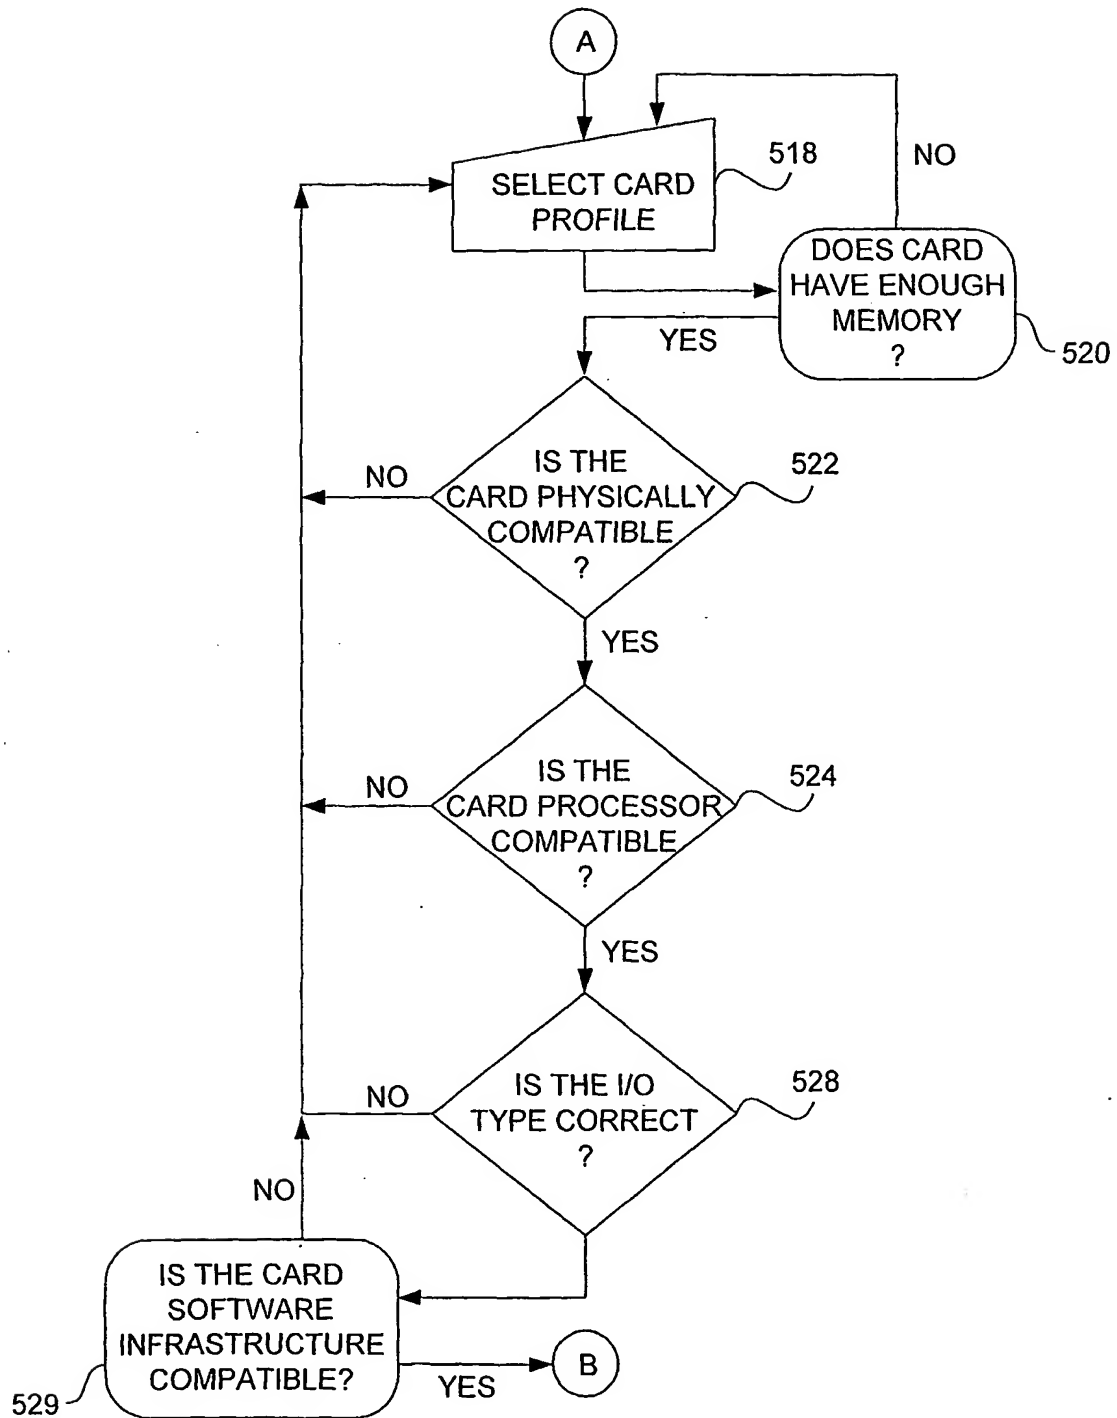 A
SELECT CARD
PROFILE
518
NO
DOES CARD
HAVE ENOUGH
MEMORY
?
520
YES
IS THE
CARD PHYSICALLY
COMPATIBLE
?
522
NO
YES
IS THE
CARD PROCESSOR
COMPATIBLE
?
524
NO
YES
IS THE I/O
TYPE CORRECT
?
528
NO
NO
IS THE CARD
SOFTWARE
INFRASTRUCTURE
COMPATIBLE?
529
YES
B